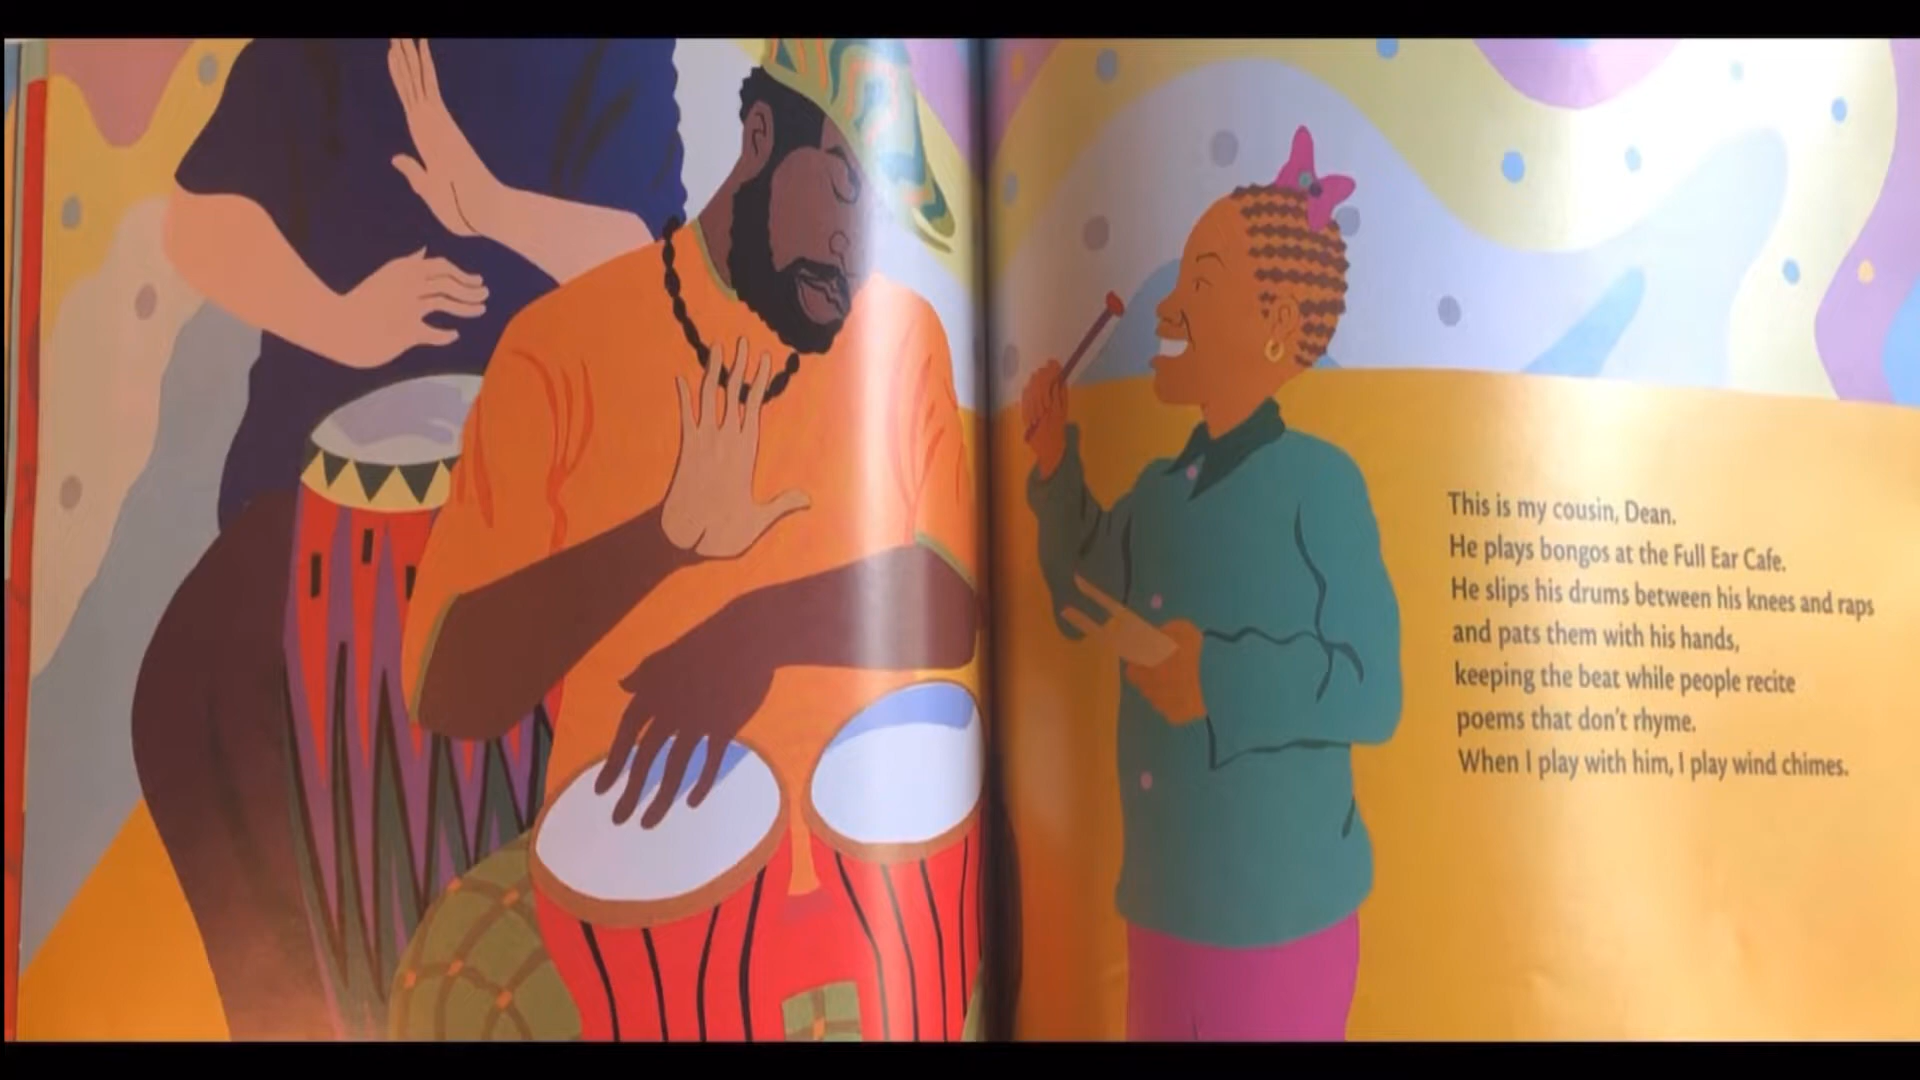 This is my cousin, Dean.
He plays bongos at the Full Ear Cafe.
He slips his drums between his knees and raps
and pats them with his hands,
keeping the beat while people recite
poems that don't rhyme.
When I play with him, I play wind chimes.